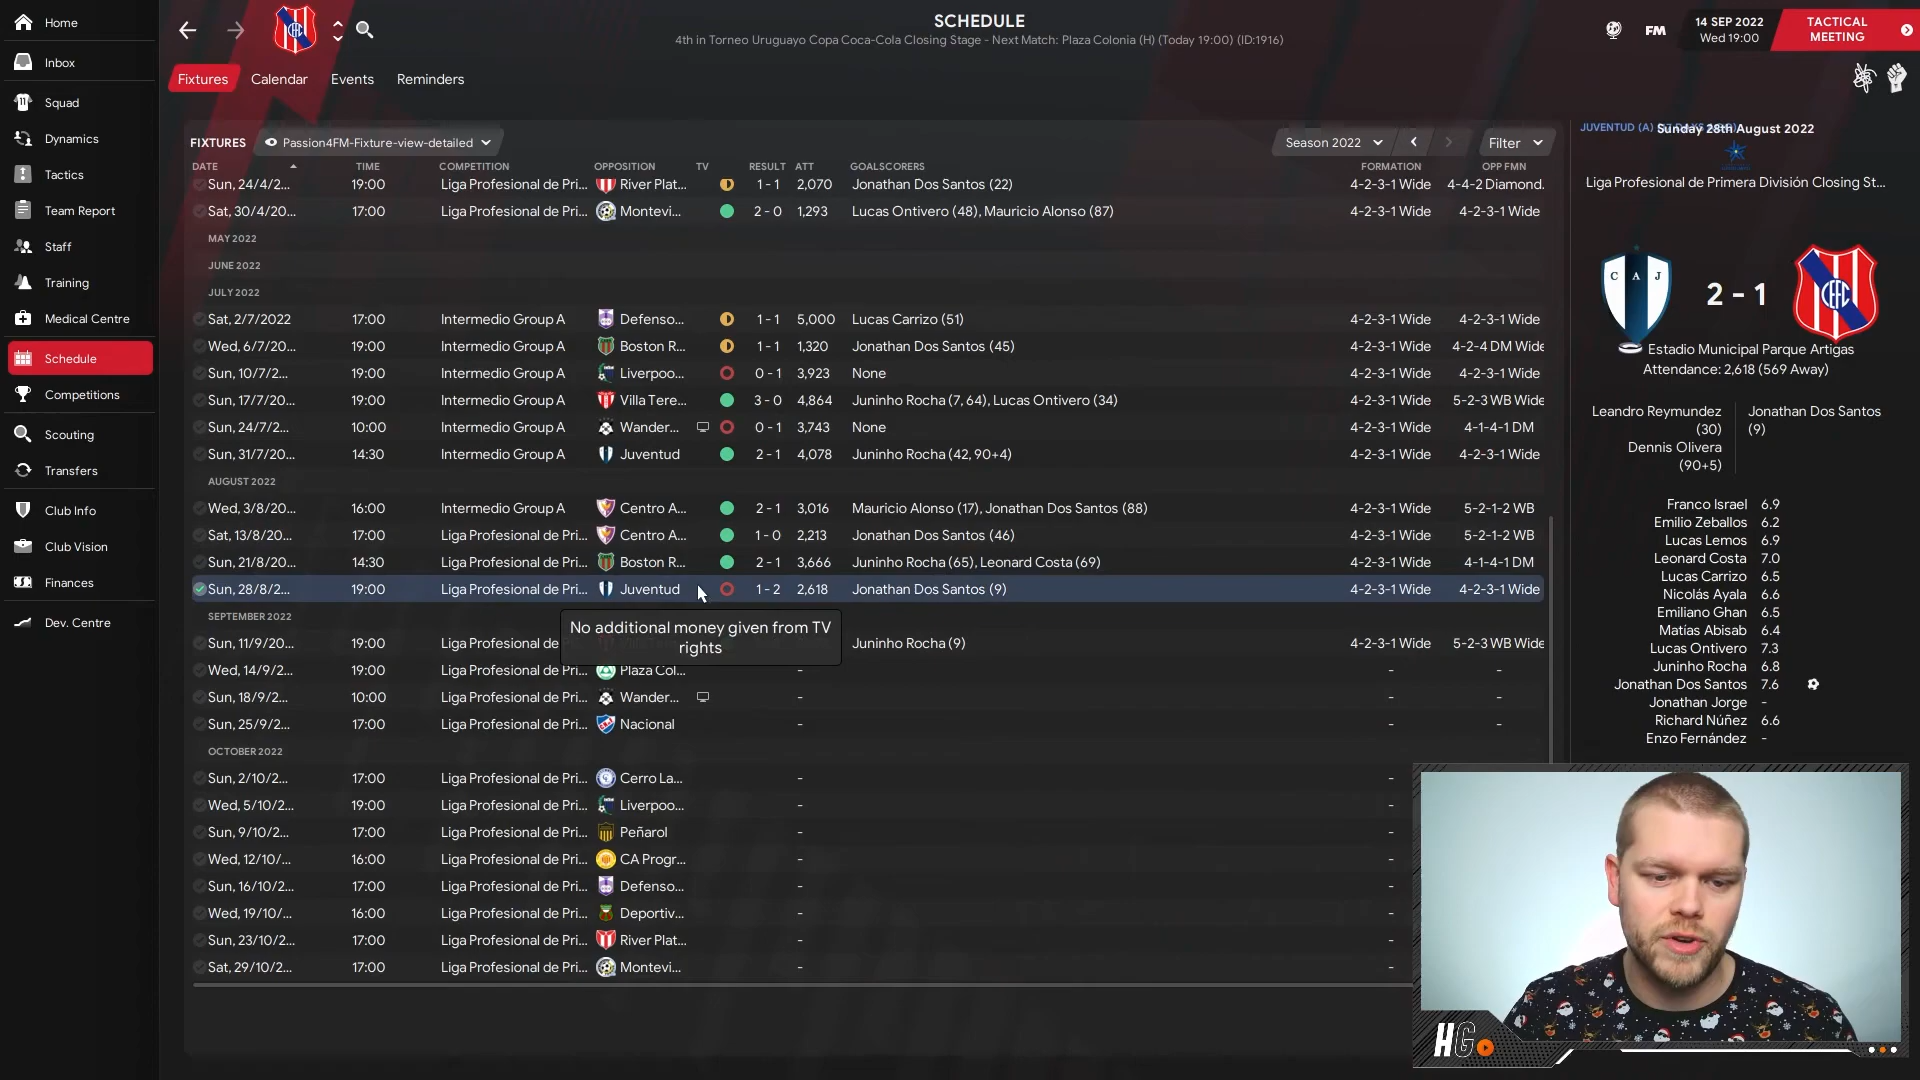 Home
Inbox
Squad
Dynamics
Tactics
Team Report
Staff
Training
Medical Centre
Schedule
Competitions
Scouting
Transfers
Club Info
Club Vision
Finances
Dev. Centre
SCHEDULE
4th in Torneo Uruguayo Copa Coca-Cola Closing Stage - Next Match: Plaza Colonia (H) (Today 19:00) (ID:1916)
FM
14 SEP 2022
Wed 19:00
TACTICAL
MEETING
Fixtures Calendar Events Reminders
FIXTURES Passion4FM-Fixture-view-detailed Season 2022 Filter
DATE TIME COMPETITION OPPOSITION TV RESULT ATT GOALSCORERS FORMATION OPP FMN
Sun, 24/4/2... 19:00 Liga Profesional de Pri... River Plat... 1 - 1 2,070 Jonathan Dos Santos (22) 4-2-3-1 Wide 4-4-2 Diamond.
Sat, 30/4/20... 17:00 Liga Profesional de Pri... Montevi... 2 - 0 1,293 Lucas Ontivero (48), Mauricio Alonso (87) 4-2-3-1 Wide 4-2-3-1 Wide
MAY 2022
JUNE 2022
JULY 2022
Sat, 2/7/2022 17:00 Intermedio Group A Defenso... 1 - 1 5,000 Lucas Carrizo (51) 4-2-3-1 Wide 4-2-3-1 Wide
Wed, 6/7/20... 19:00 Intermedio Group A Boston R... 1 - 1 1,320 Jonathan Dos Santos (45) 4-2-3-1 Wide 4-2-4 DM Wide
Sun, 10/7/2... 19:00 Intermedio Group A Liverpoo... 0 - 1 3,923 None 4-2-3-1 Wide 4-2-3-1 Wide
Sun, 17/7/20... 19:00 Intermedio Group A Villa Tere... 3 - 0 4,864 Juninho Rocha (7, 64), Lucas Ontivero (34) 4-2-3-1 Wide 5-2-3 WB Wide
Sun, 24/7/2... 10:00 Intermedio Group A Wander... 0 - 1 3,743 None 4-2-3-1 Wide 4-1-4-1 DM
Sun, 31/7/20... 14:30 Intermedio Group A Juventud 2 - 1 4,078 Juninho Rocha (42, 90+4) 4-2-3-1 Wide 4-2-3-1 Wide
AUGUST 2022
Wed, 3/8/20... 16:00 Intermedio Group A Centro A... 2 - 1 3,016 Mauricio Alonso (17), Jonathan Dos Santos (88) 4-2-3-1 Wide 5-2-1-2 WB
Sat, 13/8/20... 17:00 Liga Profesional de Pri... Centro A... 1 - 0 2,213 Jonathan Dos Santos (46) 4-2-3-1 Wide 5-2-1-2 WB
Sun, 21/8/20... 14:30 Liga Profesional de Pri... Boston R... 2 - 1 3,666 Juninho Rocha (65), Leonard Costa (69) 4-2-3-1 Wide 4-1-4-1 DM
Sun, 28/8/2... 19:00 Liga Profesional de Pri... Juventud 1 - 2 2,618 Jonathan Dos Santos (9) 4-2-3-1 Wide 4-2-3-1 Wide
SEPTEMBER 2022
No additional money given from TV
rights
Sun, 11/9/20... 19:00 Liga Profesional de Juninho Rocha (9) 4-2-3-1 Wide 5-2-3 WB Wide
Wed, 14/9/2... 19:00 Liga Profesional de Pri... Plaza Col... - - -
Sun, 18/9/2... 10:00 Liga Profesional de Pri... Wander... - - -
Sun, 25/9/2... 17:00 Liga Profesional de Pri... Nacional - - -
OCTOBER 2022
Sun, 2/10/2... 17:00 Liga Profesional de Pri... Cerro La... - -
Wed, 5/10/2... 19:00 Liga Profesional de Pri... Liverpoo... - -
Sun, 9/10/2... 17:00 Liga Profesional de Pri... Peñarol - -
Wed, 12/10/... 16:00 Liga Profesional de Pri... CA Progr... - -
Sun, 16/10/2... 17:00 Liga Profesional de Pri... Defenso... - -
Wed, 19/10/... 16:00 Liga Profesional de Pri... Deportiv... - -
Sun, 23/10/2... 17:00 Liga Profesional de Pri... River Plat... - -
Sat, 29/10/2... 17:00 Liga Profesional de Pri... Montevi... - -
JUVENTUD (A)
Sunday 28th August 2022
Liga Profesional de Primera División Closing St...
C A J
2 - 1
Estadio Municipal Parque Artigas
Attendance: 2,618 (569 Away)
Leandro Reymundez
(30)
Dennis Olivera
(90+5)
Jonathan Dos Santos
(9)
Franco Israel 6.9
Emilio Zeballos 6.2
Lucas Lemos 6.9
Leonard Costa 7.0
Lucas Carrizo 6.5
Nicolás Ayala 6.6
Emiliano Ghan 6.5
Matías Abisab 6.4
Lucas Ontivero 7.3
Juninho Rocha 6.8
Jonathan Dos Santos 7.6
Jonathan Jorge -
Richard Núñez 6.6
Enzo Fernández -
HG